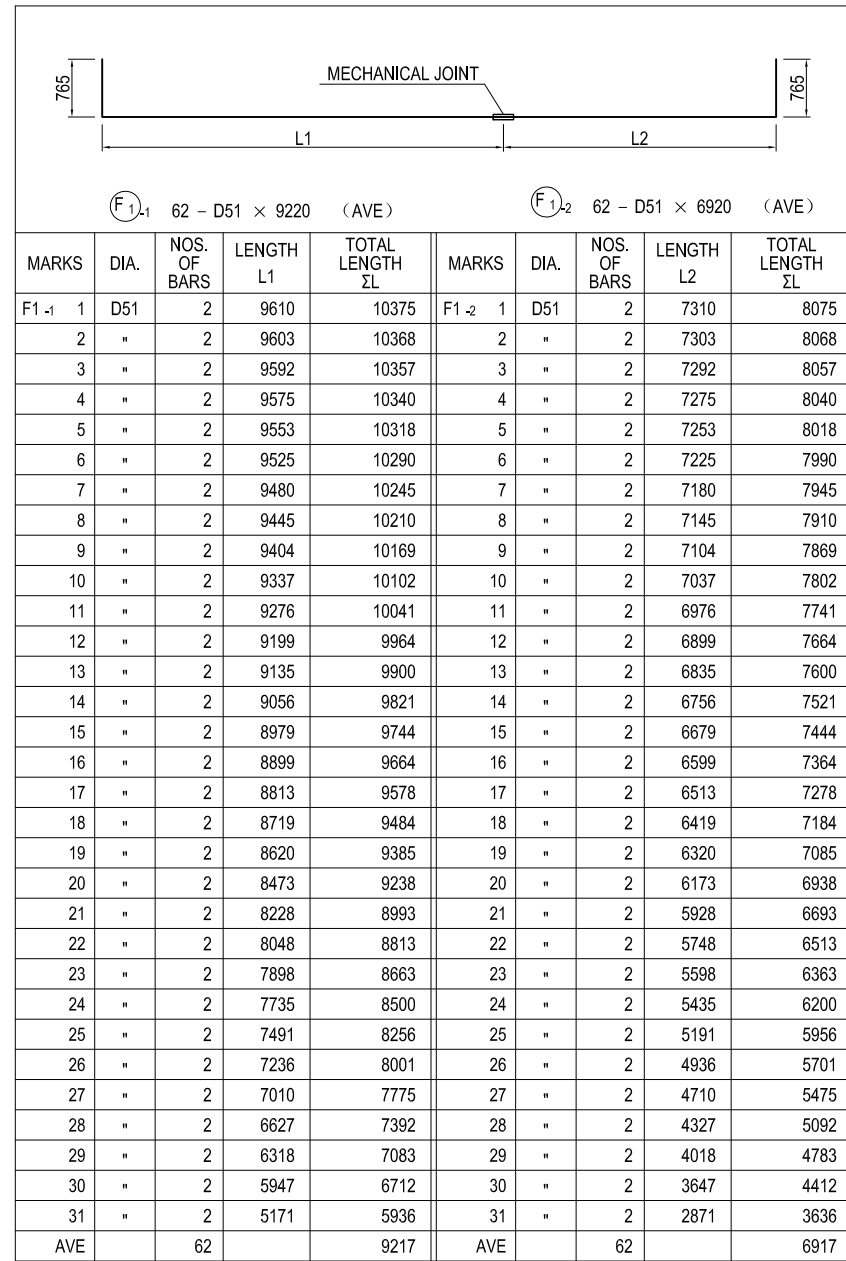 765
MECHANICAL JOINT
765
L1 L2
F 1 -1 62 – D51 × 9220 (AVE) F 1 -2 62 – D51 × 6920 (AVE)
MARKS DIA. NOS. OF BARS LENGTH L1 TOTAL LENGTH ΣL MARKS DIA. NOS. OF BARS LENGTH L2 TOTAL LENGTH ΣL
F1 -1 1 D51 2 9610 10375 F1 -2 1 D51 2 7310 8075
2 " 2 9603 10368 2 " 2 7303 8068
3 " 2 9592 10357 3 " 2 7292 8057
4 " 2 9575 10340 4 " 2 7275 8040
5 " 2 9553 10318 5 " 2 7253 8018
6 " 2 9525 10290 6 " 2 7225 7990
7 " 2 9480 10245 7 " 2 7180 7945
8 " 2 9445 10210 8 " 2 7145 7910
9 " 2 9404 10169 9 " 2 7104 7869
10 " 2 9337 10102 10 " 2 7037 7802
11 " 2 9276 10041 11 " 2 6976 7741
12 " 2 9199 9964 12 " 2 6899 7664
13 " 2 9135 9900 13 " 2 6835 7600
14 " 2 9056 9821 14 " 2 6756 7521
15 " 2 8979 9744 15 " 2 6679 7444
16 " 2 8899 9664 16 " 2 6599 7364
17 " 2 8813 9578 17 " 2 6513 7278
18 " 2 8719 9484 18 " 2 6419 7184
19 " 2 8620 9385 19 " 2 6320 7085
20 " 2 8473 9238 20 " 2 6173 6938
21 " 2 8228 8993 21 " 2 5928 6693
22 " 2 8048 8813 22 " 2 5748 6513
23 " 2 7898 8663 23 " 2 5598 6363
24 " 2 7735 8500 24 " 2 5435 6200
25 " 2 7491 8256 25 " 2 5191 5956
26 " 2 7236 8001 26 " 2 4936 5701
27 " 2 7010 7775 27 " 2 4710 5475
28 " 2 6627 7392 28 " 2 4327 5092
29 " 2 6318 7083 29 " 2 4018 4783
30 " 2 5947 6712 30 " 2 3647 4412
31 " 2 5171 5936 31 " 2 2871 3636
AVE 62 9217 AVE 62 6917